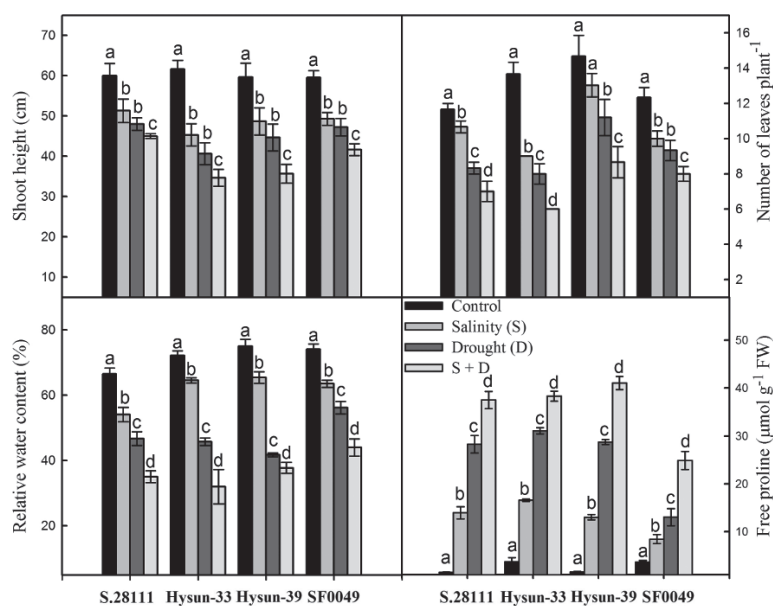 Shoot height (cm)
60
50
40
30
20
10
a b b c
a b b c
a b b c
a b b c
Number of leaves plant-1
16
14
12
10
8
6
4
2
a b c d
a b b d
a a b c
a b b c
Relative water content (%)
80
60
40
20
a b c d
a b c d
a b c d
a b c d
Control
Salinity (S)
Drought (D)
S + D
Free proline (µmol g-1 FW)
50
40
30
20
10
a b c d
a b c d
a b c d
a b c d
S.28111 Hysun-33 Hysun-39 SF0049
S.28111 Hysun-33 Hysun-39 SF0049